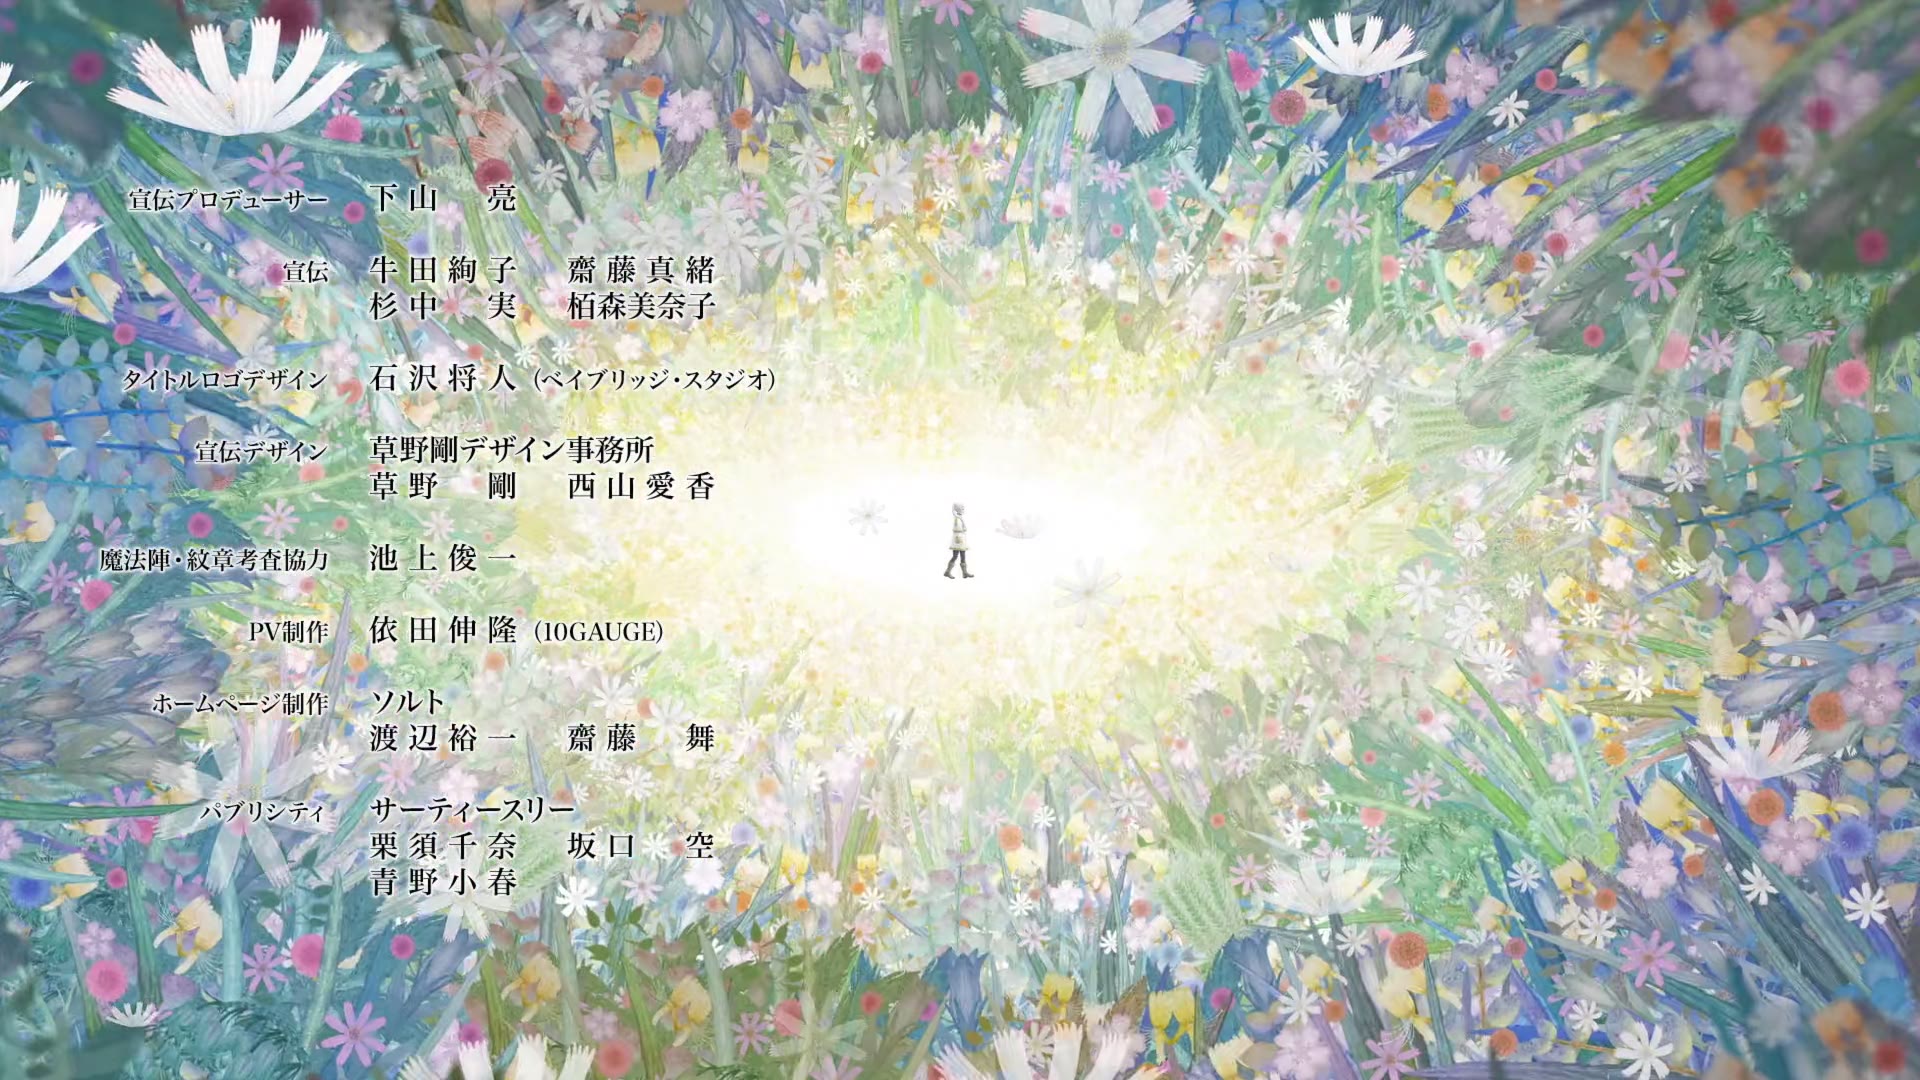 宣伝プロデューサー 下山 亮
宣伝 牛田絢子 齋藤真緒
杉中 実 栢森美奈子
タイトルロゴデザイン 石沢将人(ベイブリッジ・スタジオ)
宣伝デザイン 草野剛デザイン事務所
草野 剛 西山愛香
魔法陣・紋章考査協力 池上俊一
PV制作 依田伸隆(10GAUGE)
ホームページ制作 ソルト
渡辺裕一 齋藤 舞
パブリシティ サーティースリー
栗須千奈 坂口 空
青野小春